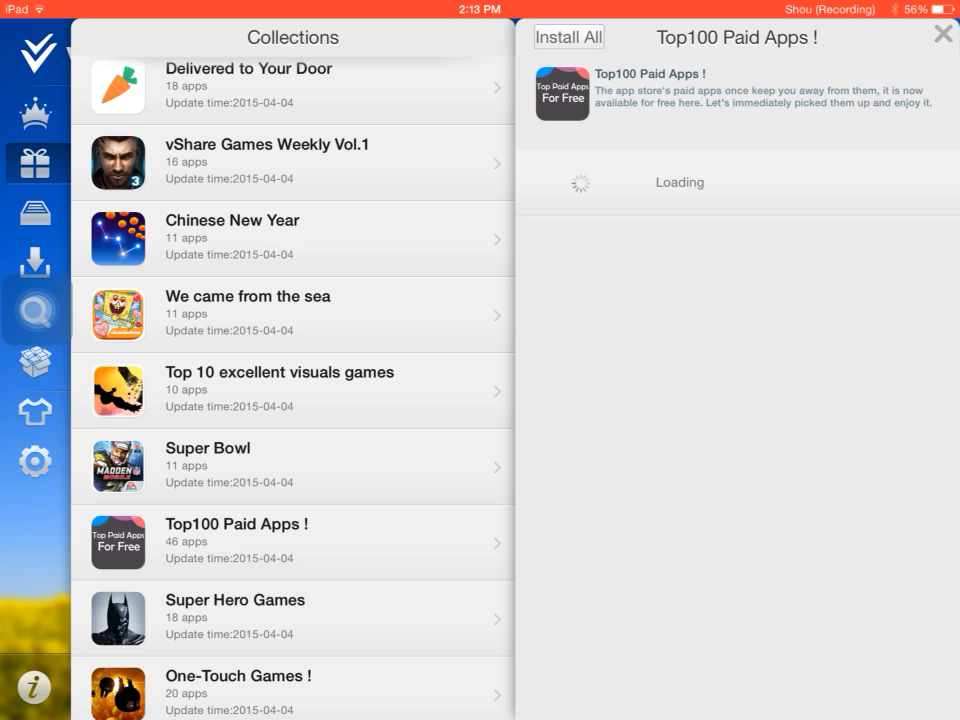 iPad 2:13 PM Shou (Recording) 56%
Collections
Delivered to Your Door
18 apps
Update time:2015-04-04
vShare Games Weekly Vol.1
16 apps
Update time:2015-04-04
3
Chinese New Year
11 apps
Update time:2015-04-04
We came from the sea
11 apps
Update time:2015-04-04
Top 10 excellent visuals games
10 apps
Update time:2015-04-04
Super Bowl
11 apps
Update time:2015-04-04
MADDEN
MOBILE
EA
Top100 Paid Apps !
46 apps
Update time:2015-04-04
Top Paid Apps
For Free
Super Hero Games
18 apps
Update time:2015-04-04
One-Touch Games !
20 apps
Update time:2015-04-04
i
Install All Top100 Paid Apps !
Top Paid Apps
For Free
Top100 Paid Apps !
The app store's paid apps once keep you away from them, it is now
available for free here. Let's immediately picked them up and enjoy it.
Loading